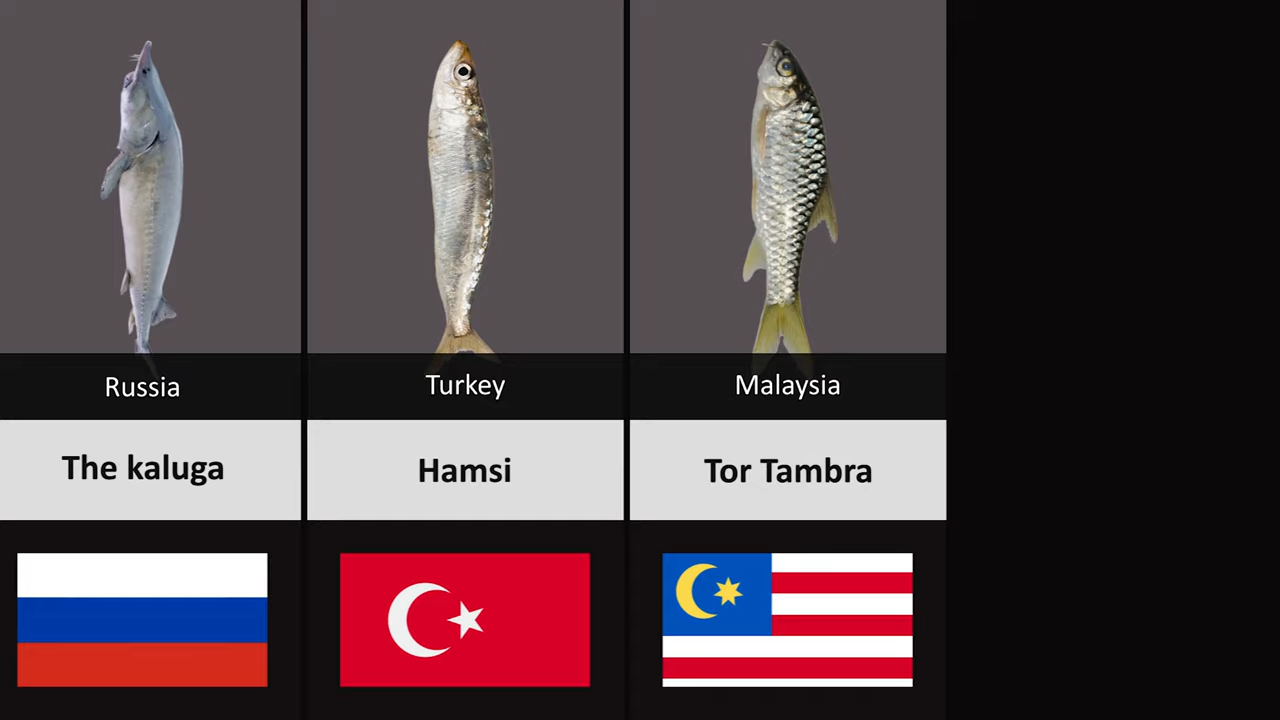 Russia
Turkey
Malaysia
The kaluga
Hamsi
Tor Tambra